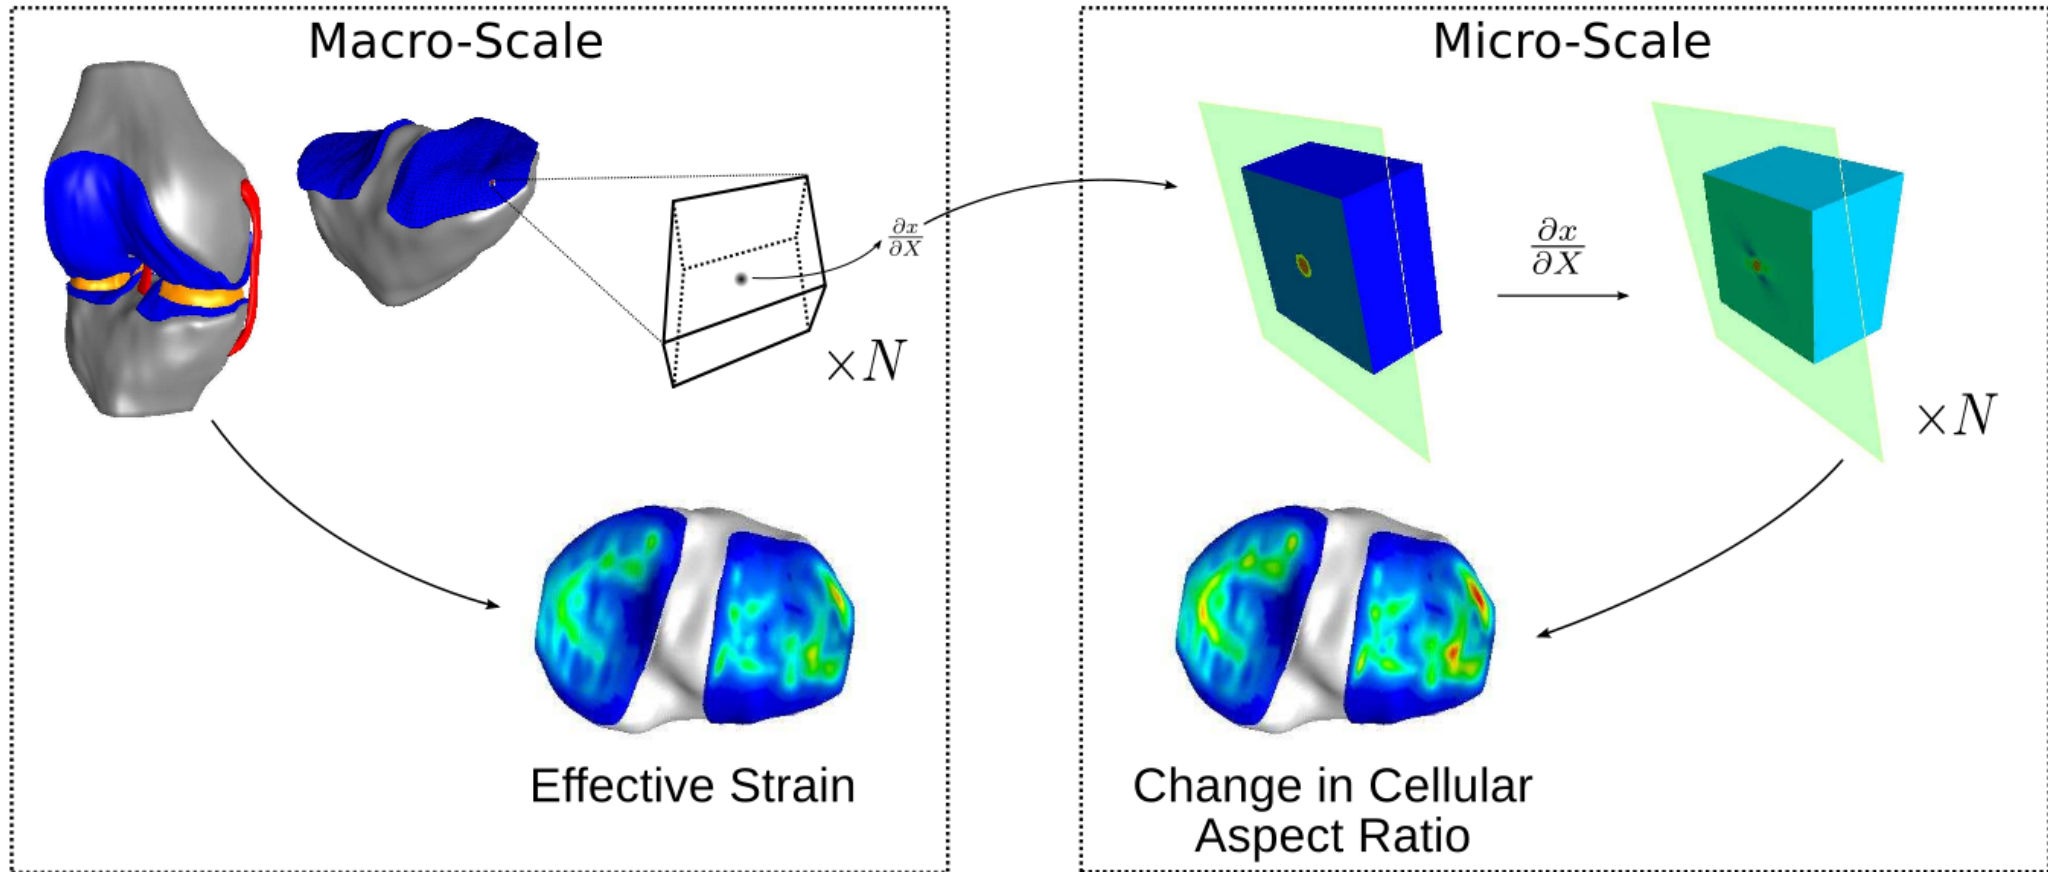 Macro-Scale
∂x
∂X
×N
Effective Strain
Micro-Scale
∂x
∂X
×N
Change in Cellular
Aspect Ratio